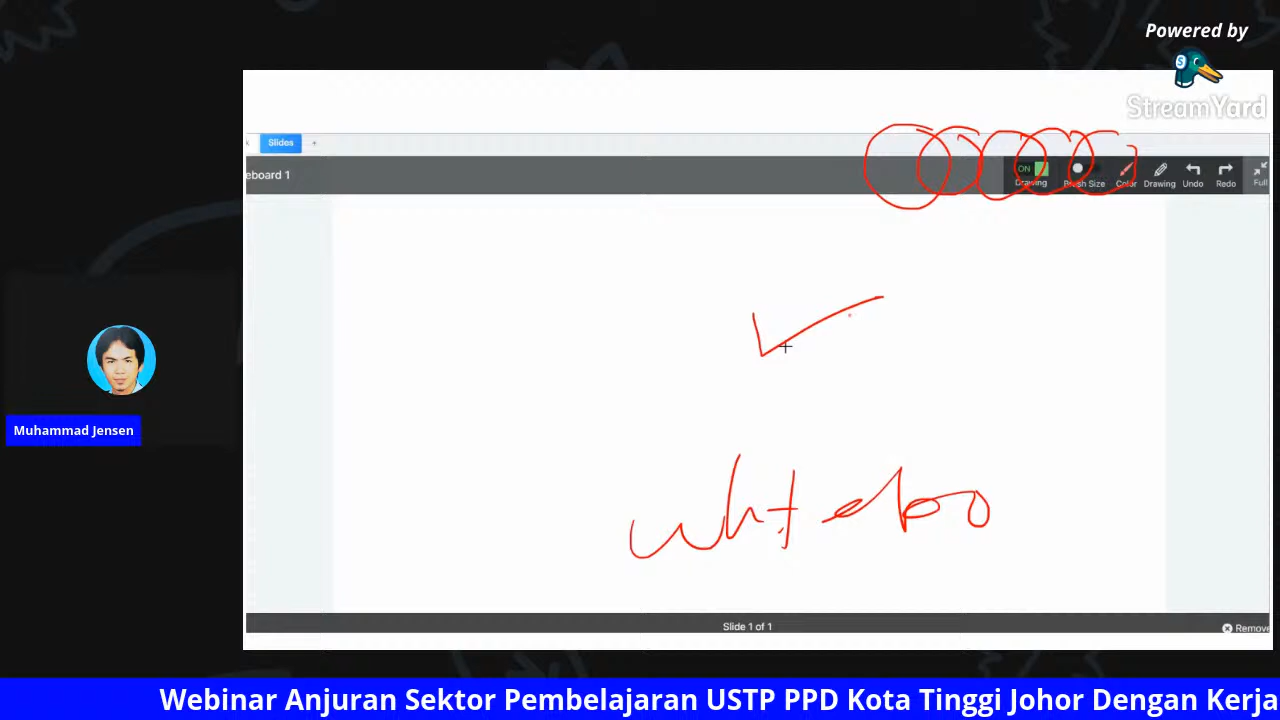 Powered by
StreamYard
Slides +
eboard 1
ON
Drawing Brush Size Color Drawing Undo Redo Full
Muhammad Jensen
Slide 1 of 1
Remove
Webinar Anjuran Sektor Pembelajaran USTP PPD Kota Tinggi Johor Dengan Kerja